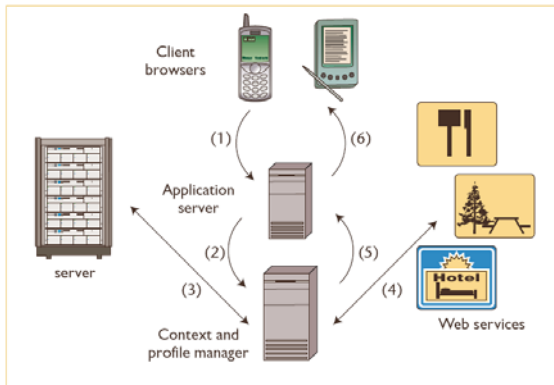 Client
browsers
(1)
(6)
Application
server
(2)
(5)
server
(3)
(4)
Hotel
Context and
profile manager
Web services